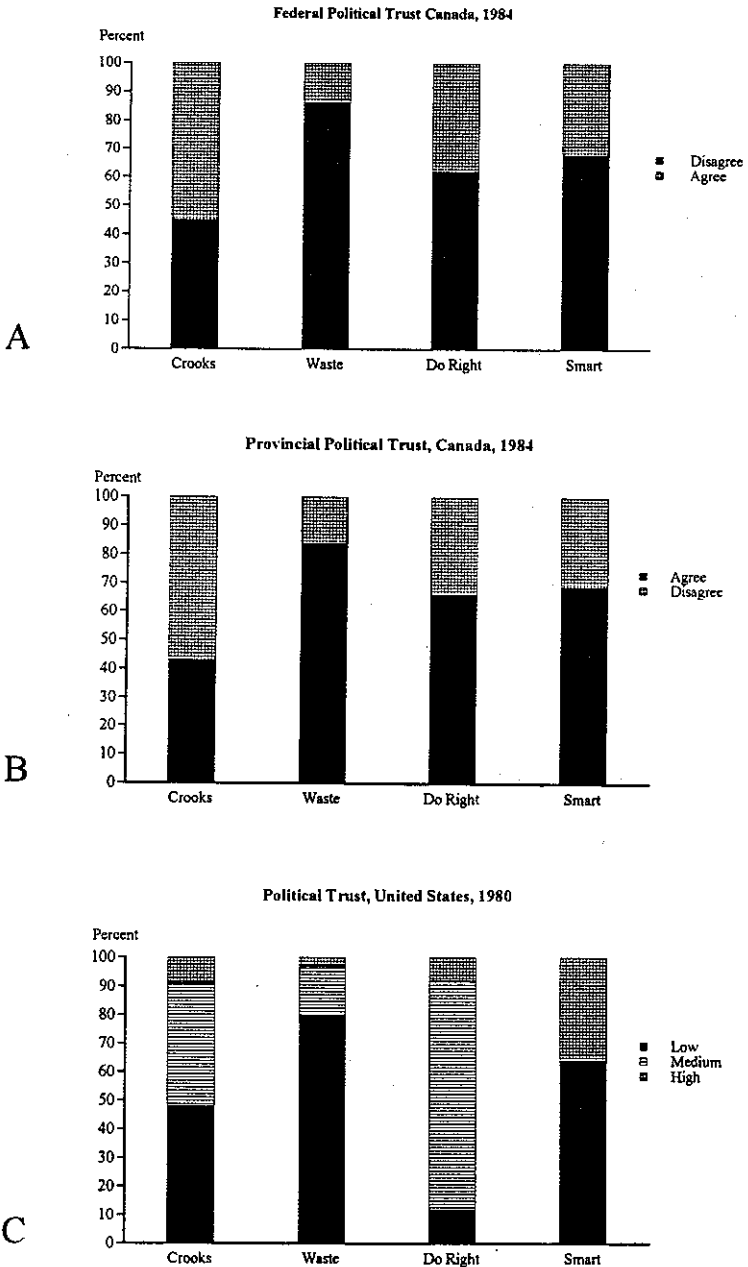 Federal Political Trust Canada, 1984
Percent
100
90
80
70
60
50
40
30
20
10
0
Crooks Waste Do Right Smart
Disagree
Agree
A
Provincial Political Trust, Canada, 1984
Percent
100
90
80
70
60
50
40
30
20
10
0
Crooks Waste Do Right Smart
Agree
Disagree
B
Political Trust, United States, 1980
Percent
100
90
80
70
60
50
40
30
20
10
0
Crooks Waste Do Right Smart
Low
Medium
High
C